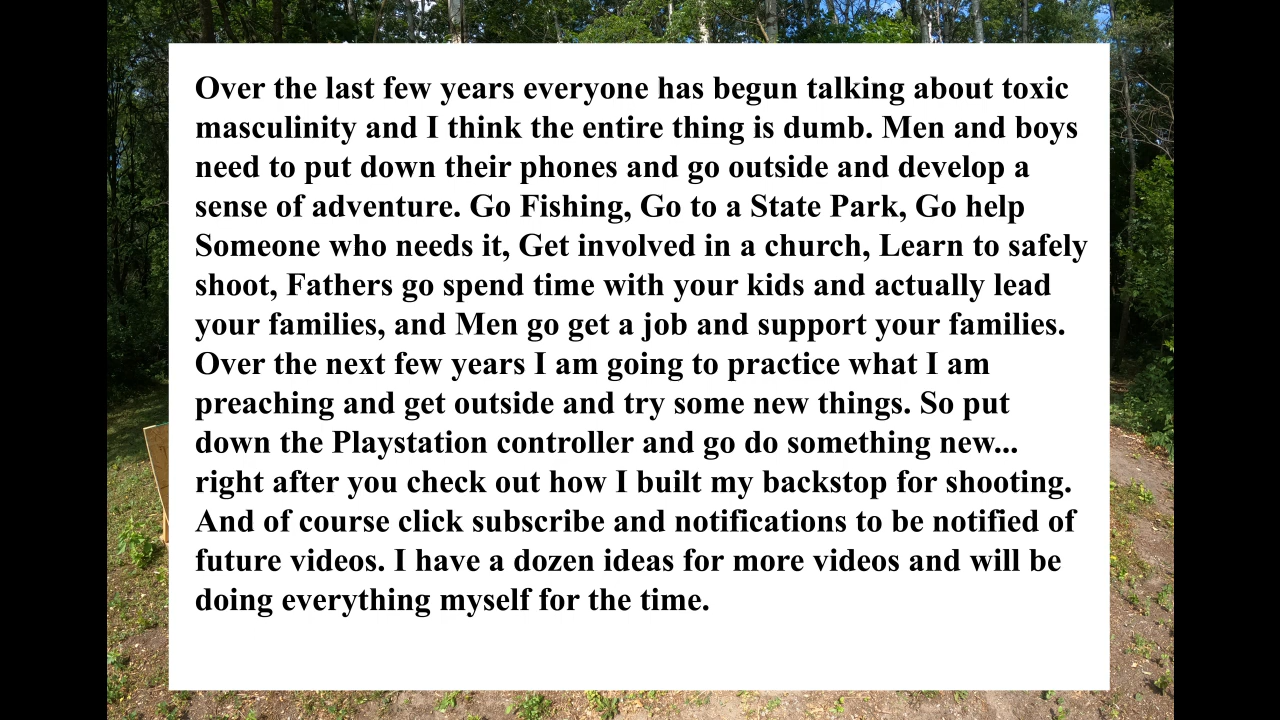 Over the last few years everyone has begun talking about toxic
masculinity and I think the entire thing is dumb. Men and boys
need to put down their phones and go outside and develop a
sense of adventure. Go Fishing, Go to a State Park, Go help
Someone who needs it, Get involved in a church, Learn to safely
shoot, Fathers go spend time with your kids and actually lead
your families, and Men go get a job and support your families.
Over the next few years I am going to practice what I am
preaching and get outside and try some new things. So put
down the Playstation controller and go do something new...
right after you check out how I built my backstop for shooting.
And of course click subscribe and notifications to be notified of
future videos. I have a dozen ideas for more videos and will be
doing everything myself for the time.